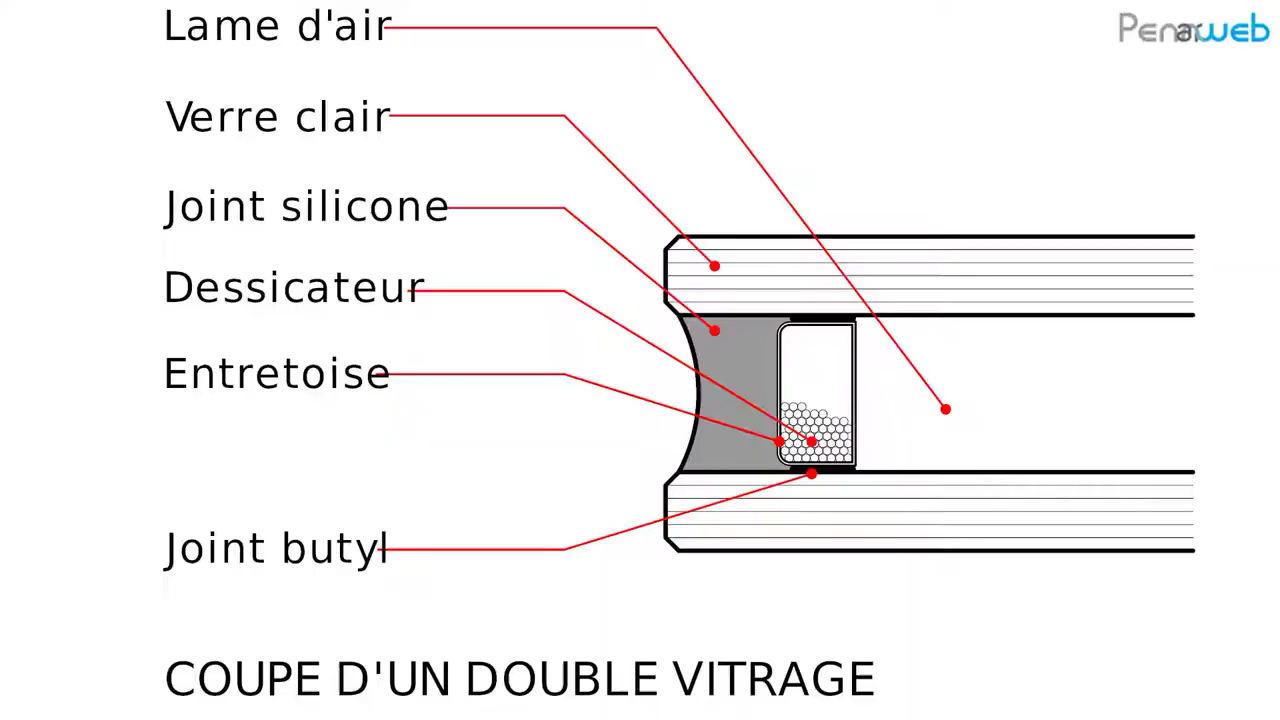 Lame d'air
Verre clair
Joint silicone
Dessicateur
Entretoise
Joint butyl
COUPE D'UN DOUBLE VITRAGE